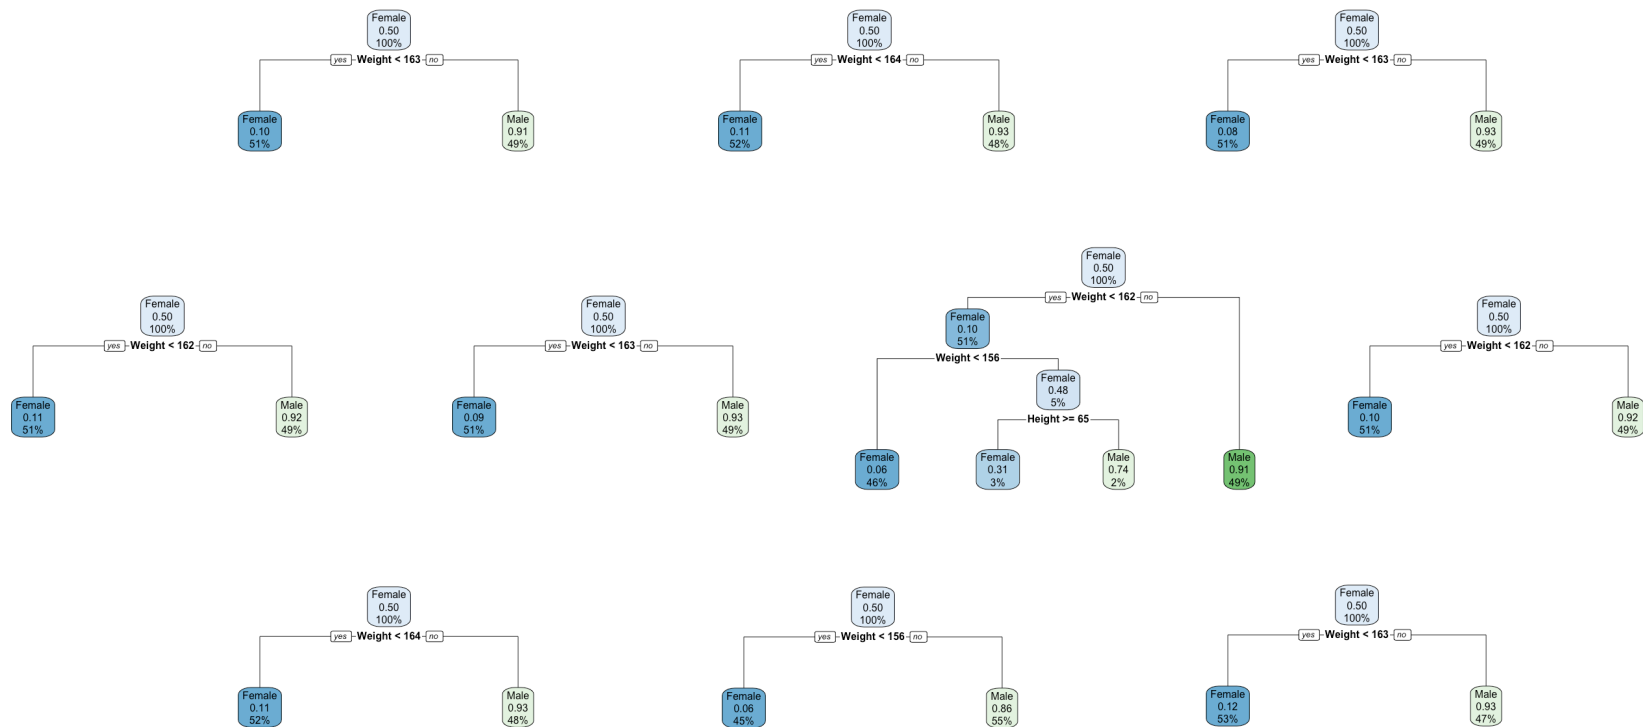 Female
0.50
100%
yes Weight < 163 no
Female
0.10
51%
Male
0.91
49%
Female
0.50
100%
yes Weight < 164 no
Female
0.11
52%
Male
0.93
48%
Female
0.50
100%
yes Weight < 163 no
Female
0.08
51%
Male
0.93
49%
Female
0.50
100%
yes Weight < 162 no
Female
0.11
51%
Male
0.92
49%
Female
0.50
100%
yes Weight < 163 no
Female
0.09
51%
Male
0.93
49%
Female
0.50
100%
yes Weight < 162 no
Female
0.10
51%
Weight < 156
Female
0.48
5%
Height >= 65
Female
0.06
46%
Female
0.31
3%
Male
0.74
2%
Male
0.91
49%
Female
0.50
100%
yes Weight < 162 no
Female
0.10
51%
Male
0.92
49%
Female
0.50
100%
yes Weight < 164 no
Female
0.11
52%
Male
0.93
48%
Female
0.50
100%
yes Weight < 156 no
Female
0.06
45%
Male
0.86
55%
Female
0.50
100%
yes Weight < 163 no
Female
0.12
53%
Male
0.93
47%